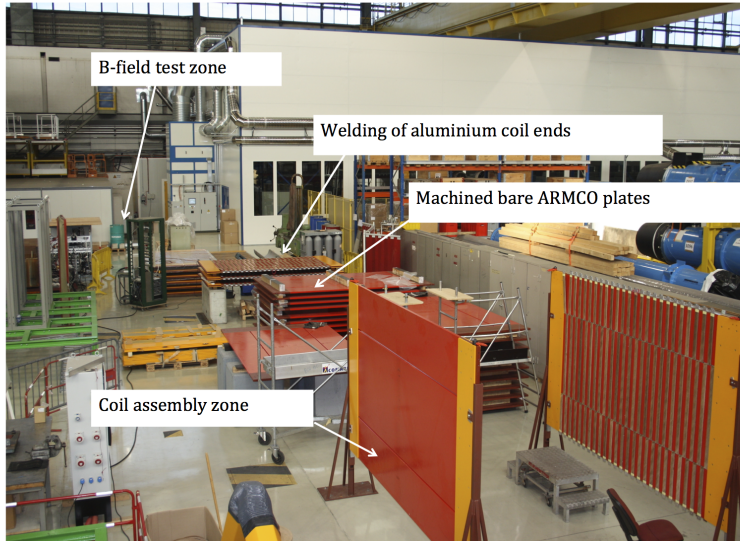 B-field test zone
Welding of aluminium coil ends
Machined bare ARMCO plates
Coil assembly zone